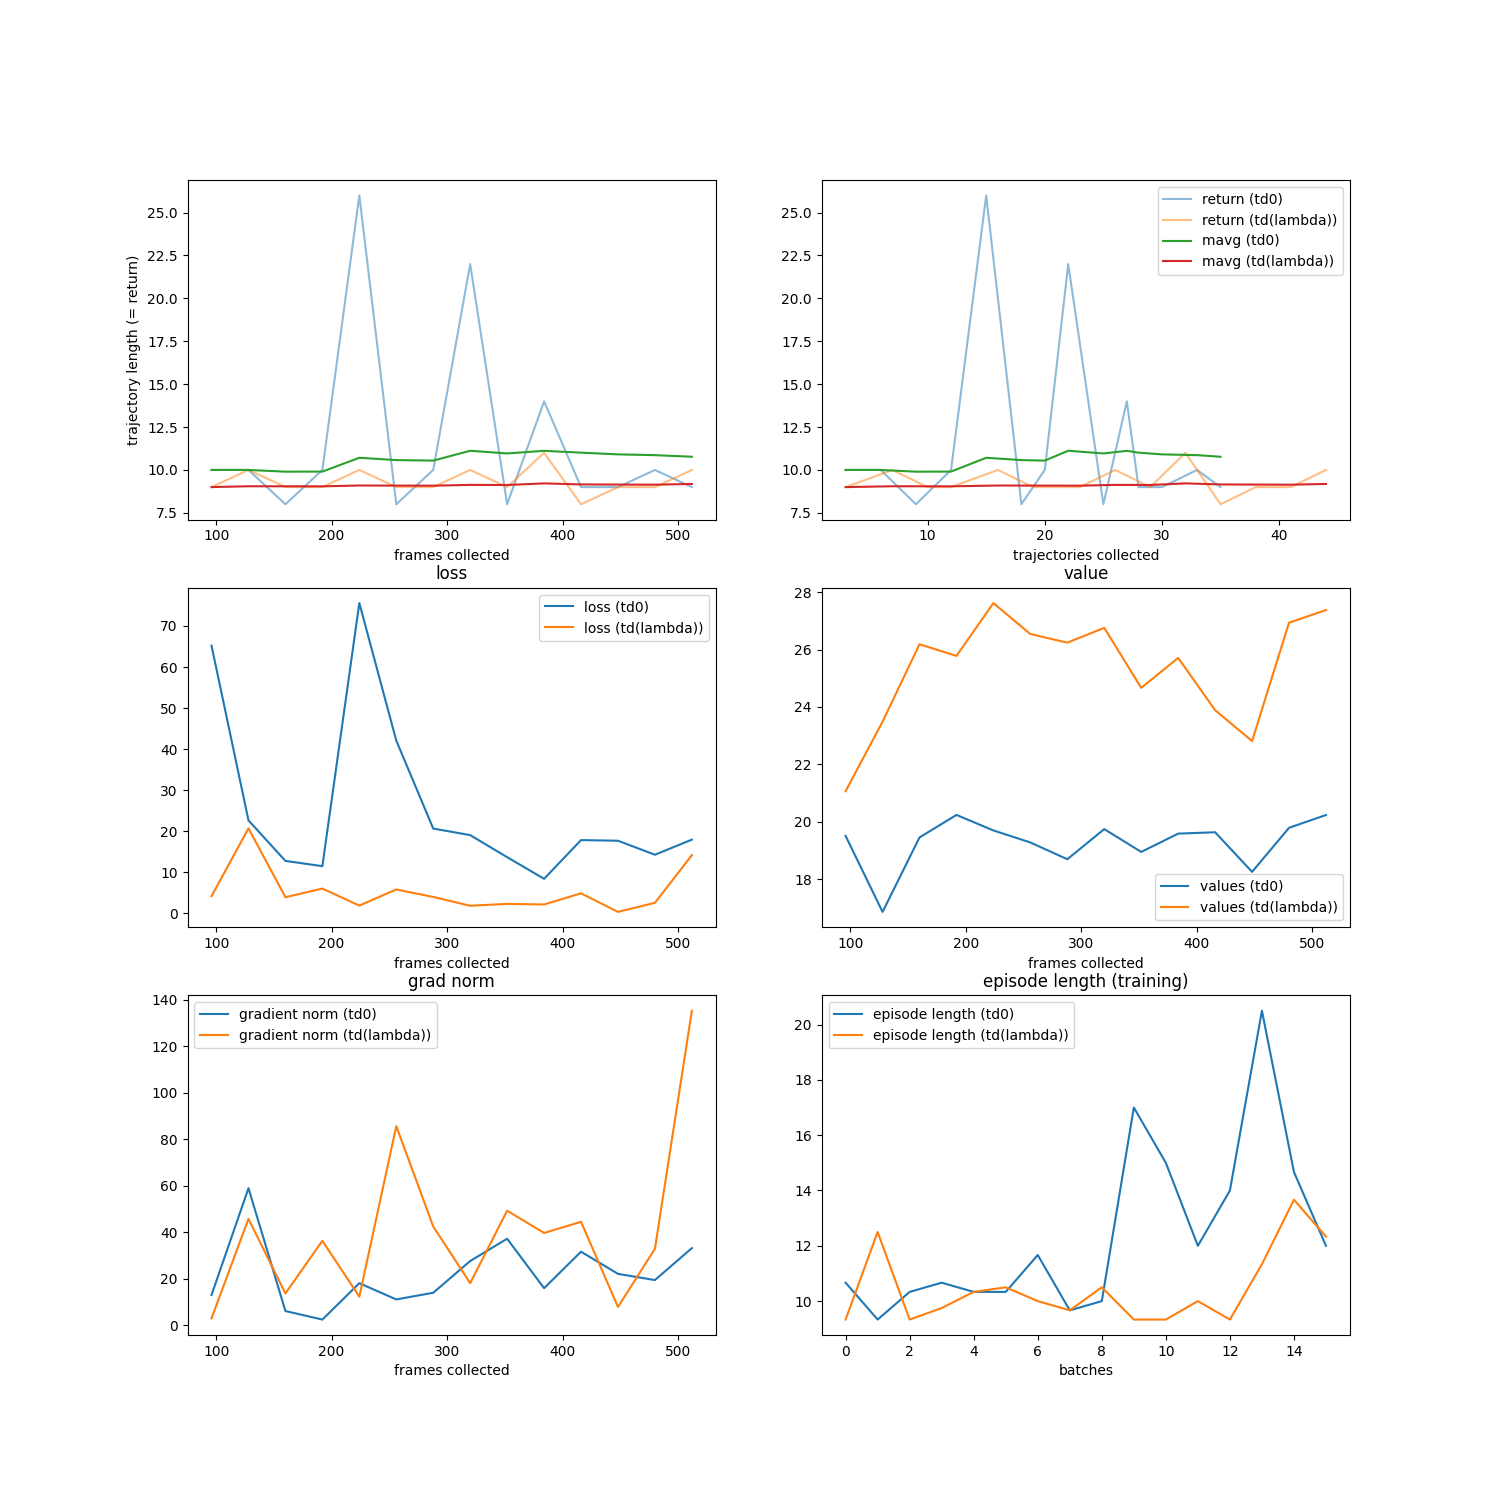 25.0
22.5
20.0
17.5
15.0
12.5
10.0
7.5
trajectory length (= return)
100 200 300 400 500
frames collected
25.0
22.5
20.0
17.5
15.0
12.5
10.0
7.5
return (td0)
return (td(lambda))
mavg (td0)
mavg (td(lambda))
10 20 30 40
trajectories collected
loss
70
60
50
40
30
20
10
0
loss (td0)
loss (td(lambda))
100 200 300 400 500
frames collected
value
28
26
24
22
20
18
values (td0)
values (td(lambda))
100 200 300 400 500
frames collected
grad norm
140
120
100
80
60
40
20
0
gradient norm (td0)
gradient norm (td(lambda))
100 200 300 400 500
frames collected
episode length (training)
20
18
16
14
12
10
episode length (td0)
episode length (td(lambda))
0 2 4 6 8 10 12 14
batches